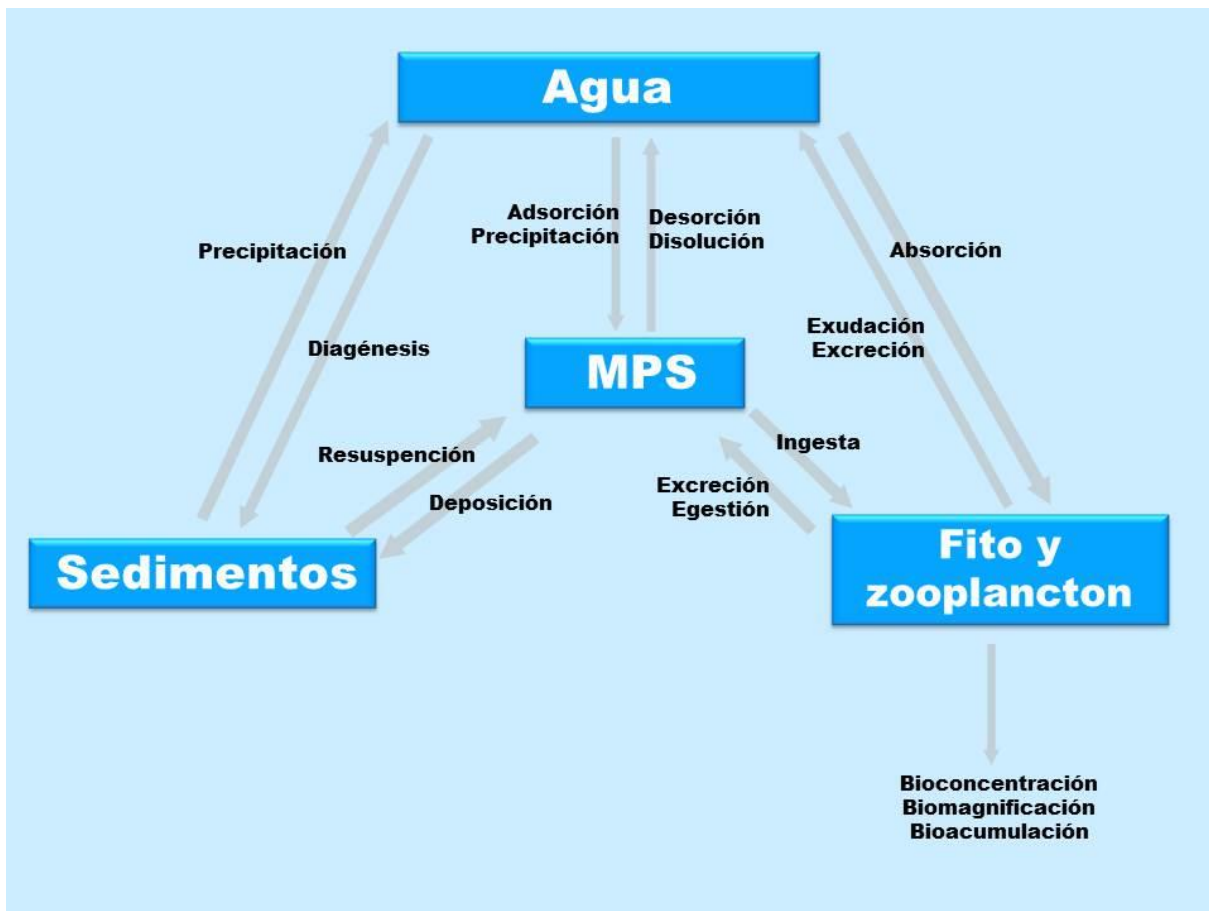 Agua
Adsorción
Precipitación
Desorción
Disolución
Precipitación
Absorción
Exudación
Excreción
Diagénesis
MPS
Resuspención
Ingesta
Deposición
Excreción
Egestión
Sedimentos
Fito y
zooplancton
Bioconcentración
Biomagnificación
Bioacumulación